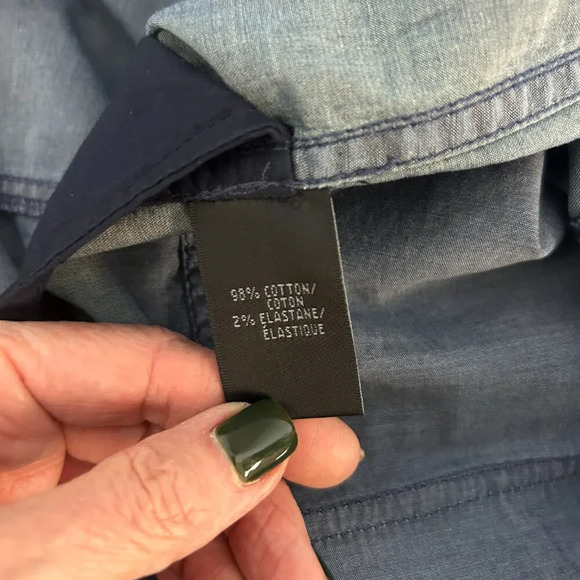 98% COTTON/
COTON
2% ELASTANE/
ÉLASTIQUE